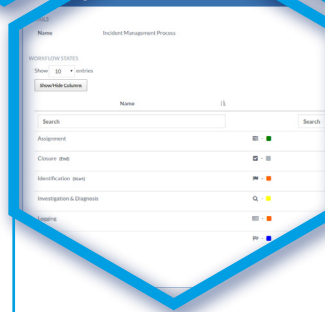 Name Incident Management Process
WORKFLOW STATES
Show 10 entries
Show/Hide Columns
Name
Search Search
Assignment
Closure (End)
Identification (Start)
Investigation & Diagnosis
Logging